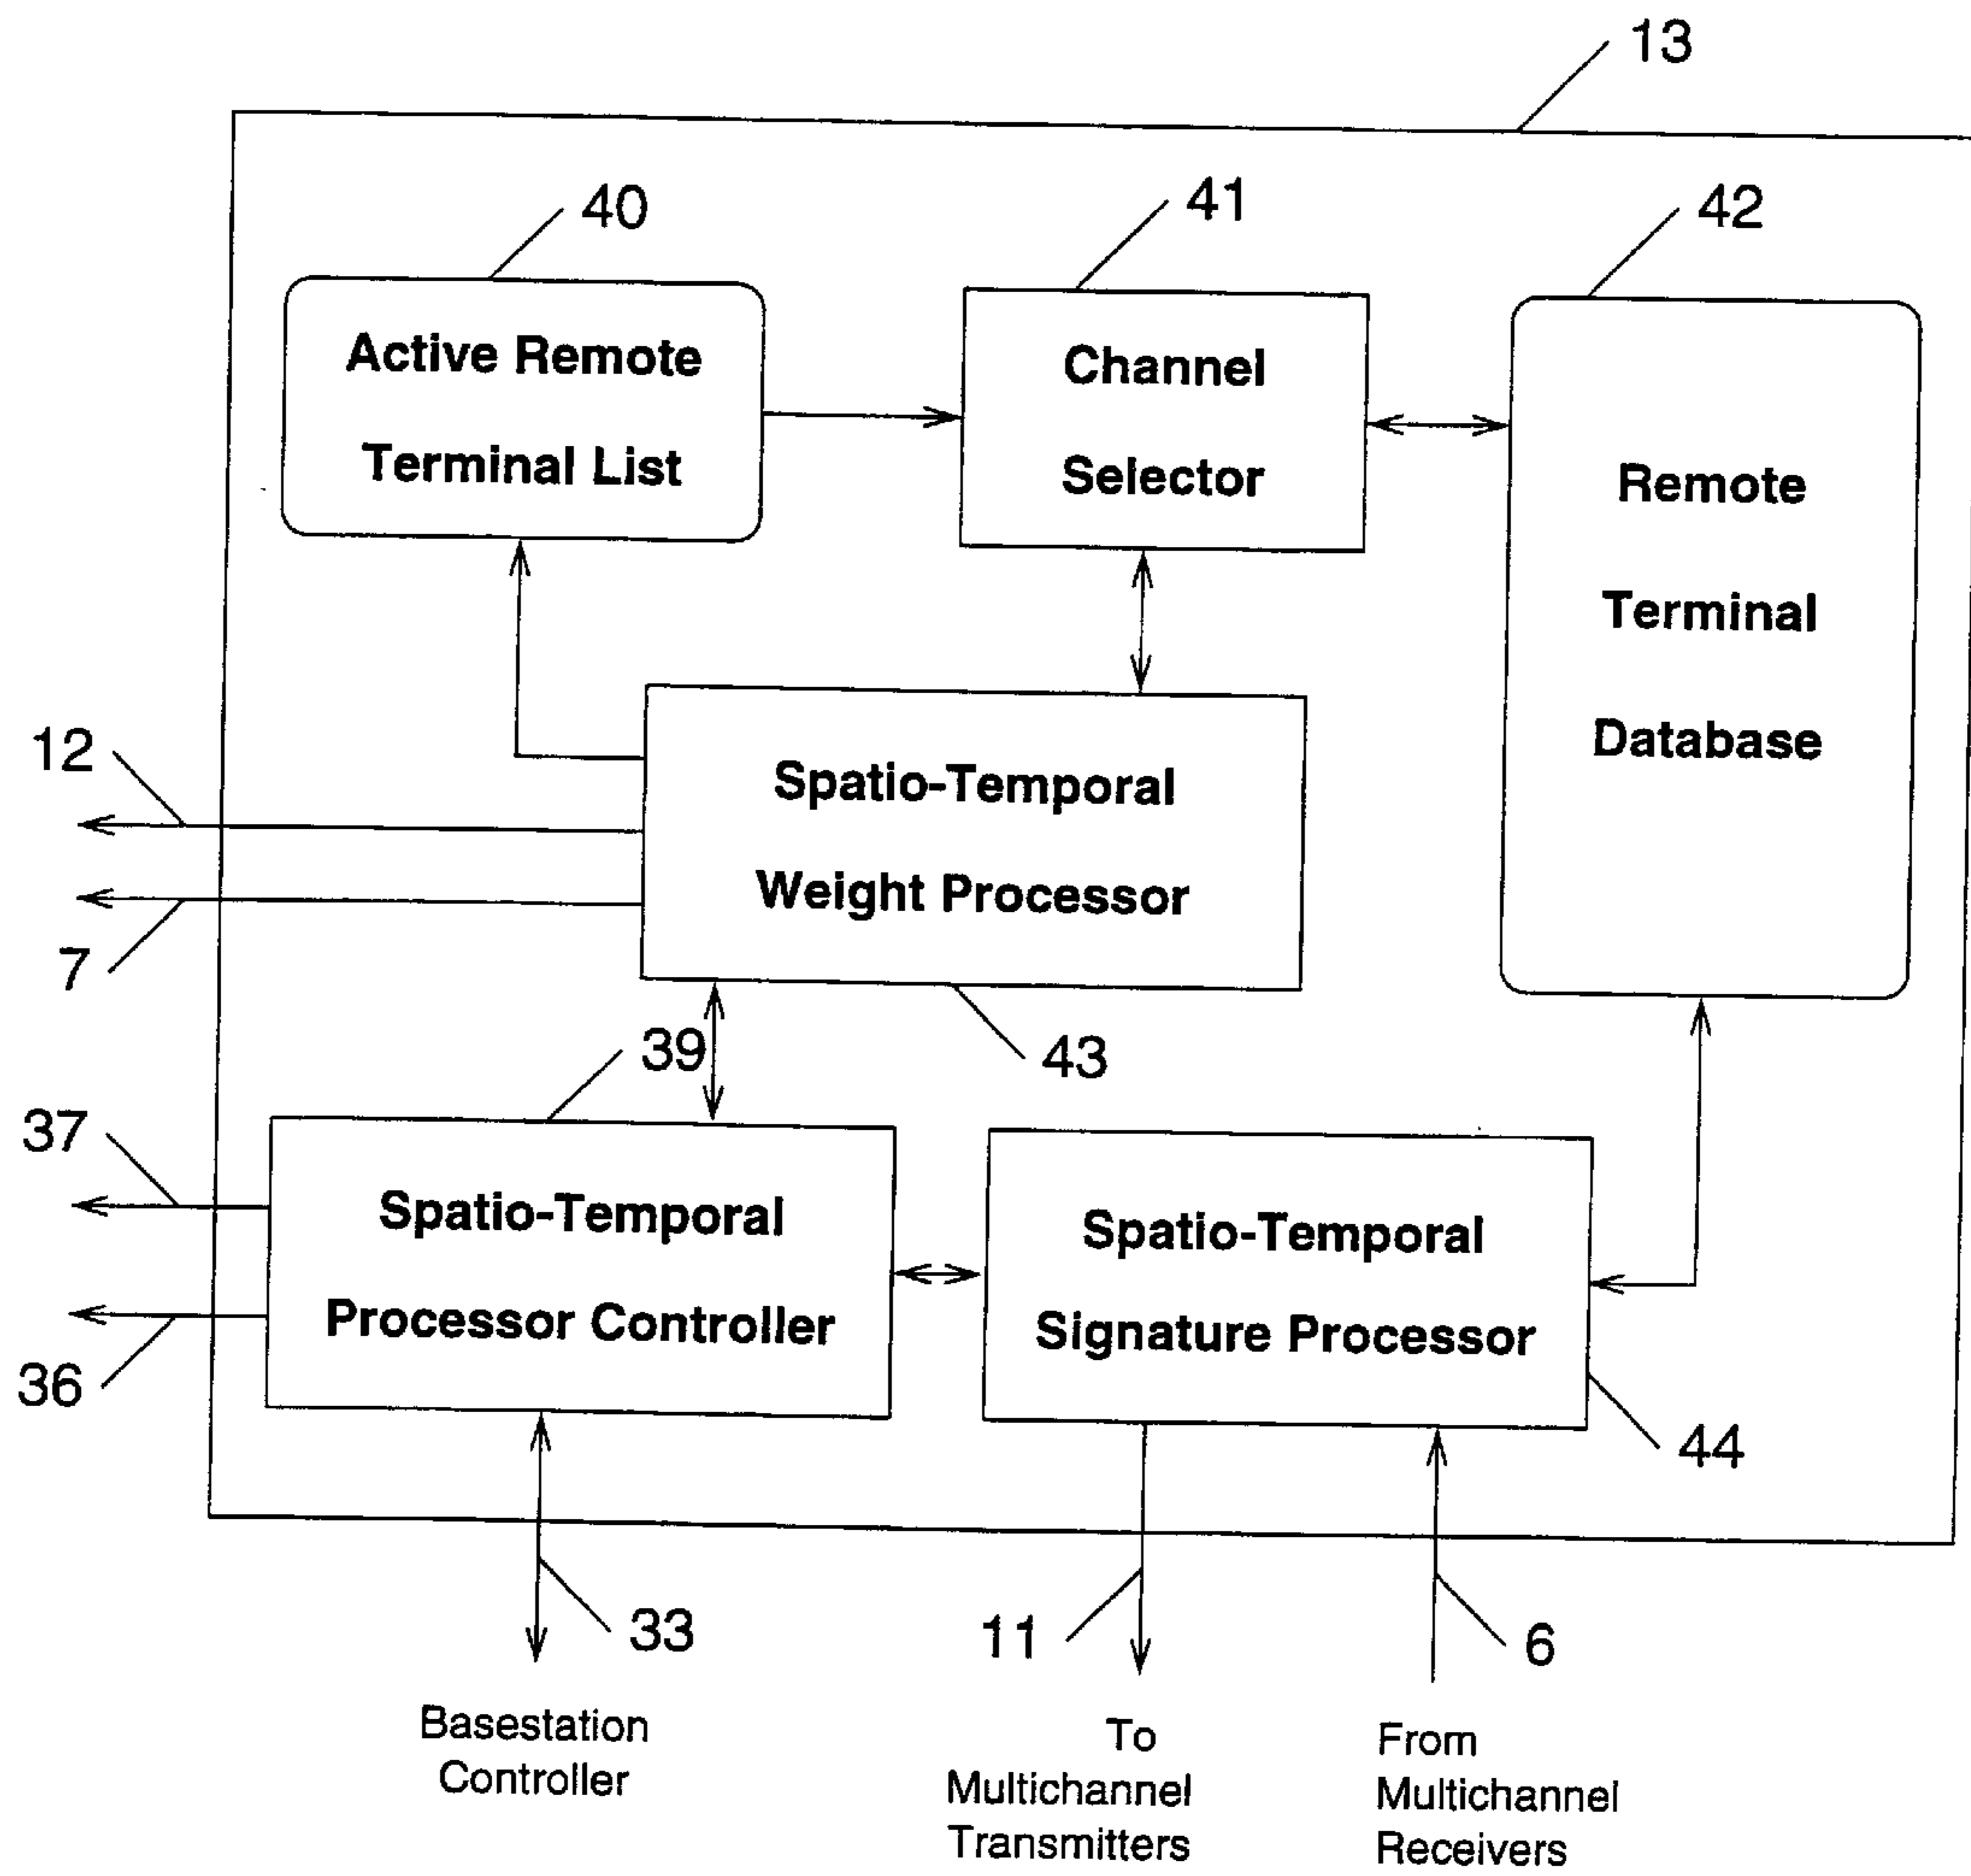 13
40
41
42
Active Remote
Terminal List
Channel
Selector
Remote
Terminal
Database
12
Spatio-Temporal
Weight Processor
7
39
43
37
Spatio-Temporal
Processor Controller
Spatio-Temporal
Signature Processor
36
44
33
11
6
Basestation
Controller
To
Multichannel
Transmitters
From
Multichannel
Receivers